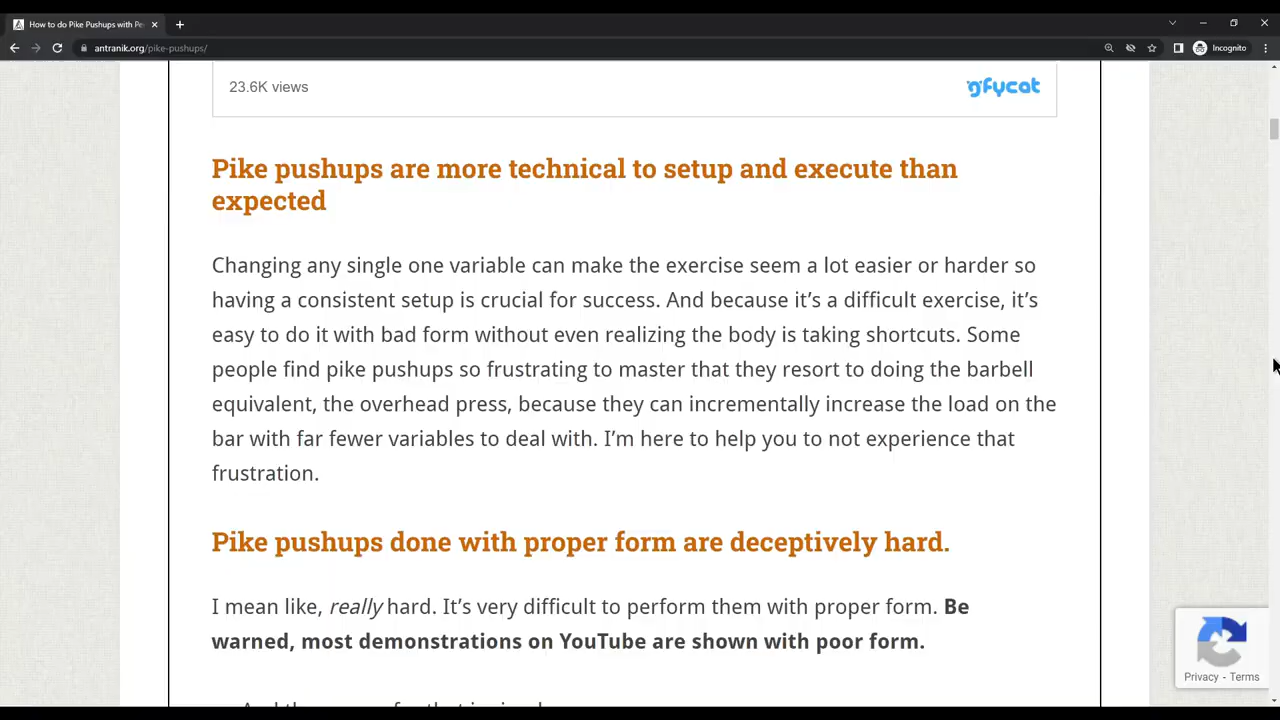 How to do Pike Pushups with Pe
antranik.org/pike-pushups/
Incognito
23.6K views
gfycat
Pike pushups are more technical to setup and execute than
expected
Changing any single one variable can make the exercise seem a lot easier or harder so
having a consistent setup is crucial for success. And because it’s a difficult exercise, it’s
easy to do it with bad form without even realizing the body is taking shortcuts. Some
people find pike pushups so frustrating to master that they resort to doing the barbell
equivalent, the overhead press, because they can incrementally increase the load on the
bar with far fewer variables to deal with. I’m here to help you to not experience that
frustration.
Pike pushups done with proper form are deceptively hard.
I mean like, really hard. It’s very difficult to perform them with proper form. Be
warned, most demonstrations on YouTube are shown with poor form.
Privacy - Terms